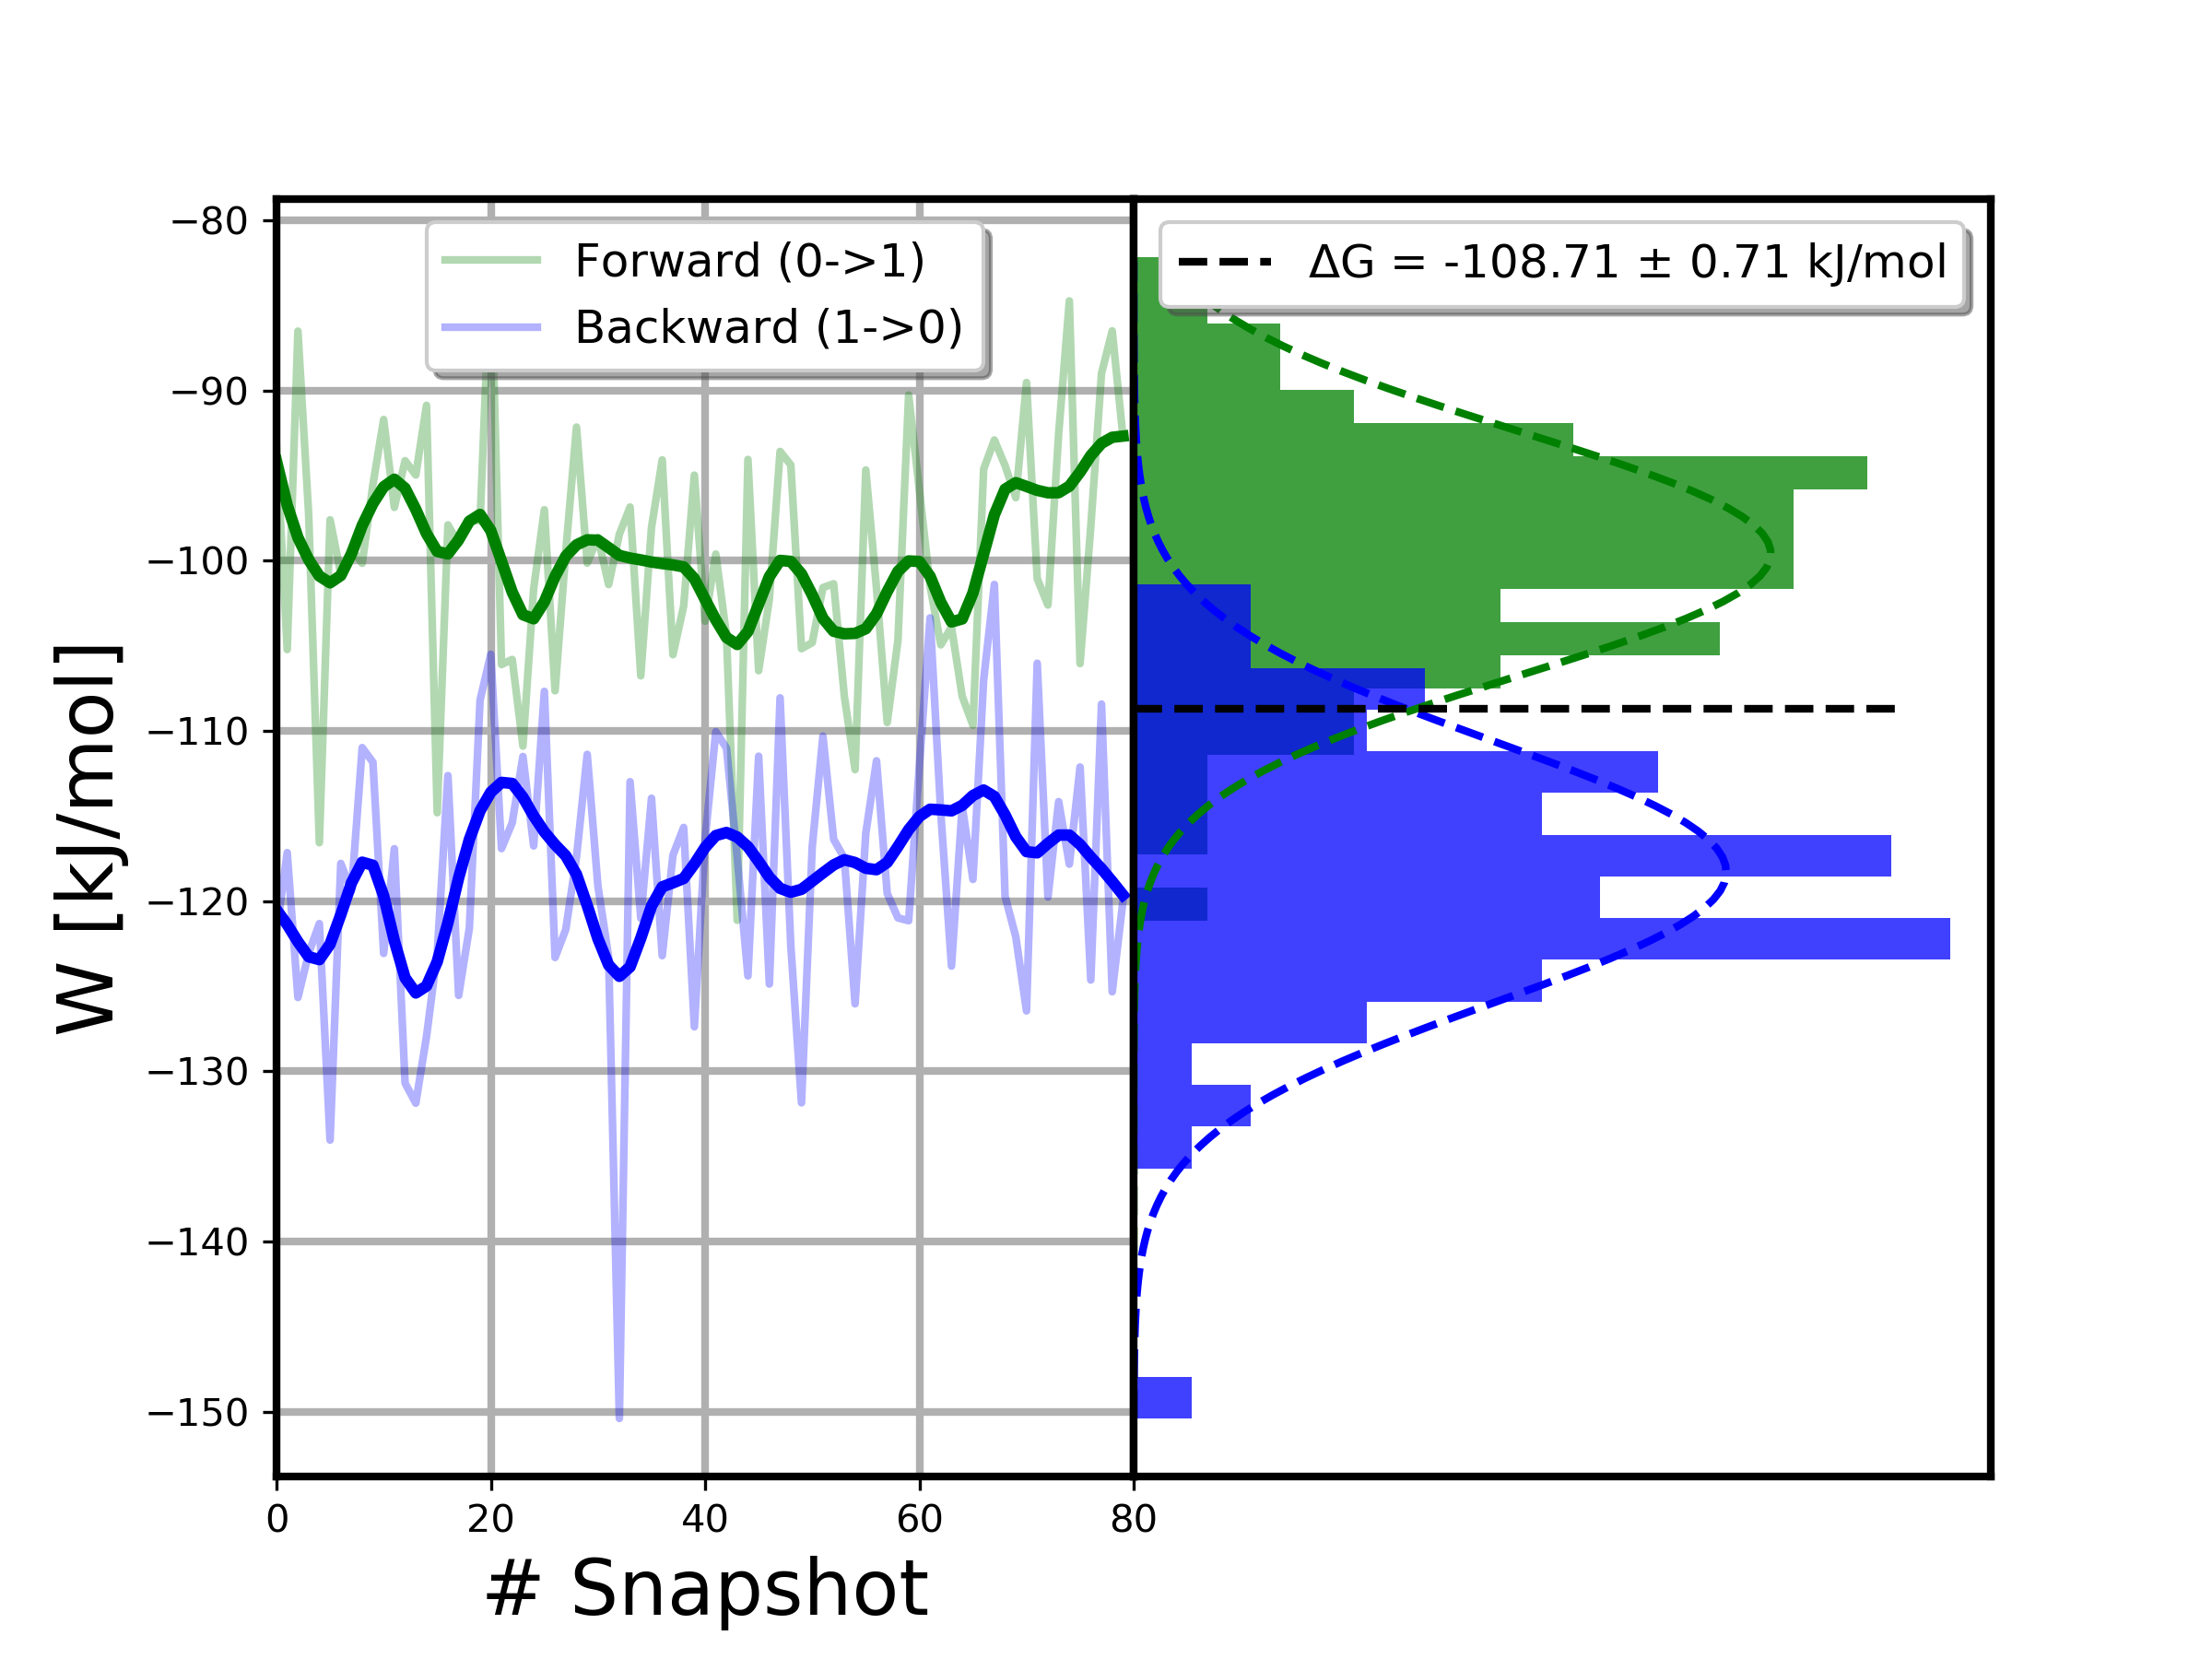 Forward (0->1)
Backward (1->0)
ΔG = -108.71 ± 0.71 kJ/mol
W [kJ/mol]
−80
−90
−100
−110
−120
−130
−140
−150
0 20 40 60 80
# Snapshot